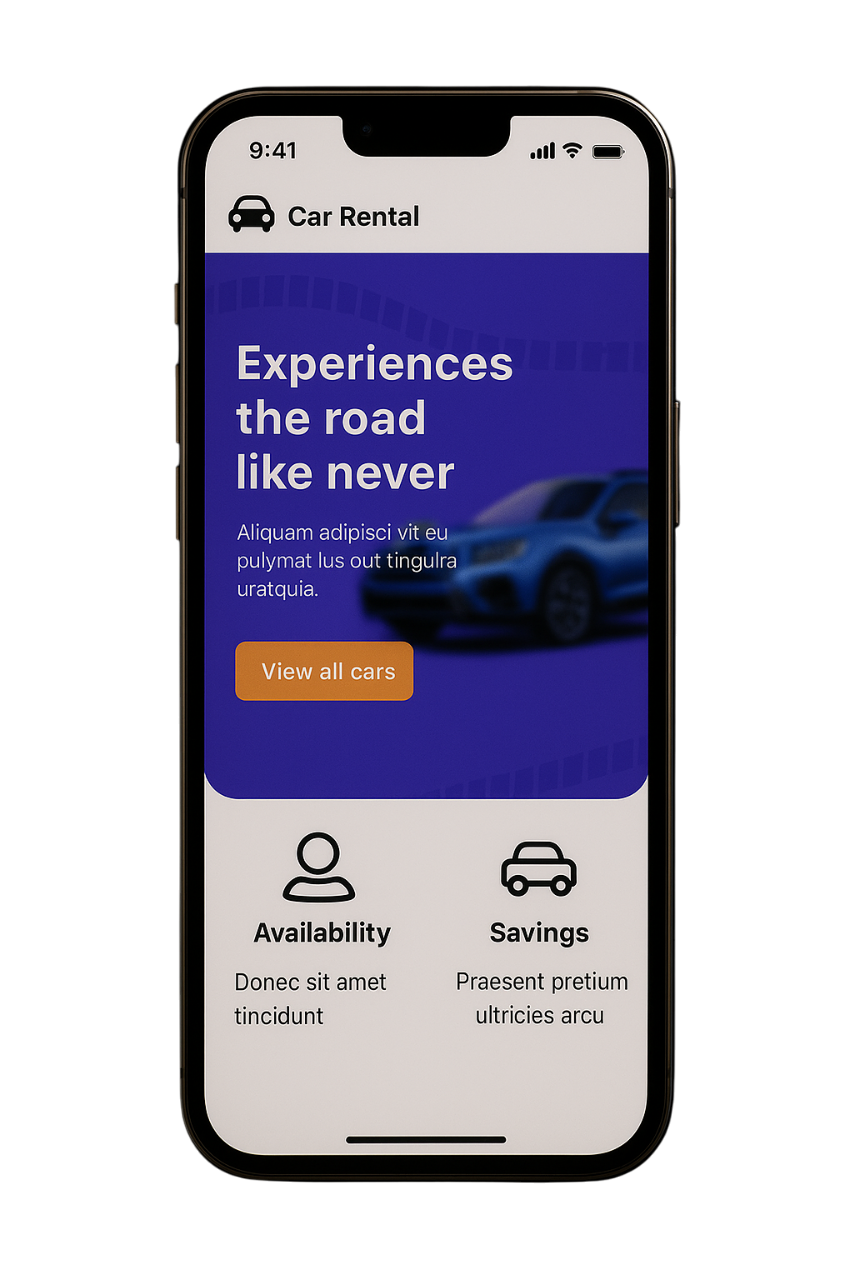 9:41
Car Rental
Experiences
the road
like never
Aliquam adipisci vit eu
pulymat lus out tingulra
uratquia.
View all cars
Availability
Savings
Donec sit amet
tincidunt
Praesent pretium
ultricies arcu